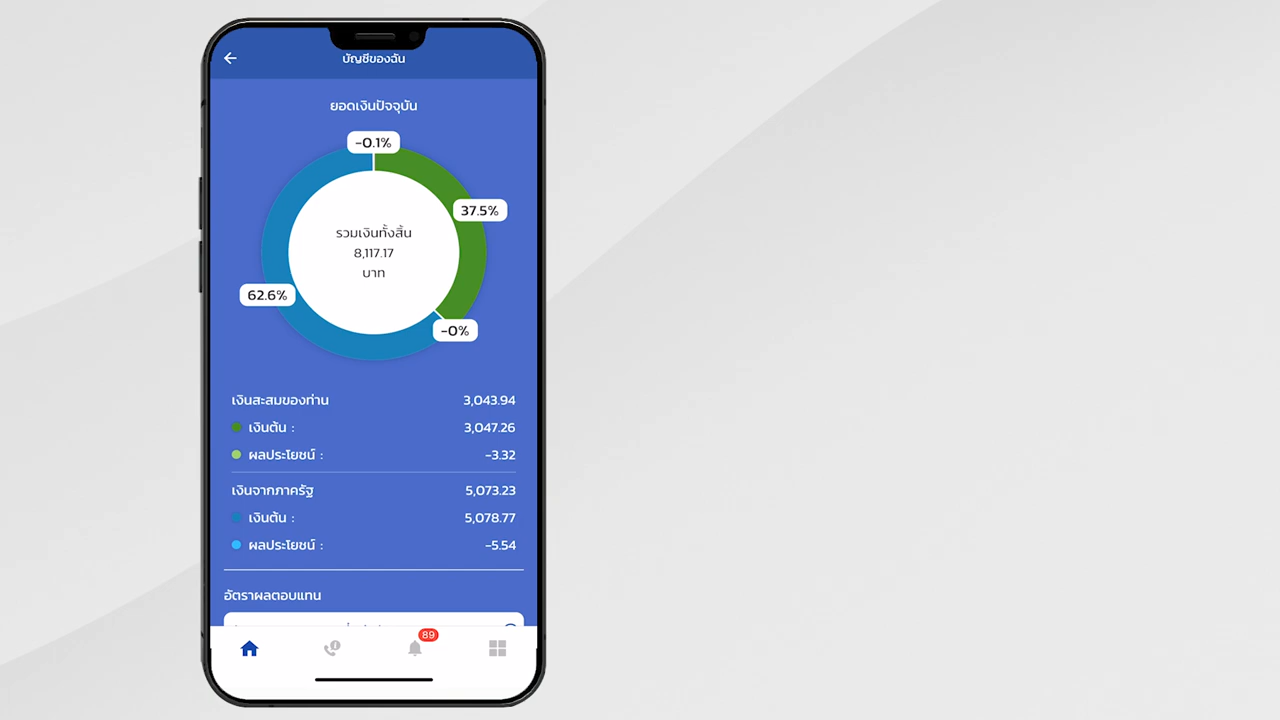 บัญชีของฉัน
ยอดเงินปัจจุบัน
-0.1%
37.5%
รวมเงินทั้งสิ้น
8,117.17
บาท
62.6%
-0%
เงินสะสมของท่าน 3,043.94
เงินต้น : 3,047.26
ผลประโยชน์ : -3.32
เงินจากภาครัฐ 5,073.23
เงินต้น : 5,078.77
ผลประโยชน์ : -5.54
อัตราผลตอบแทน
89